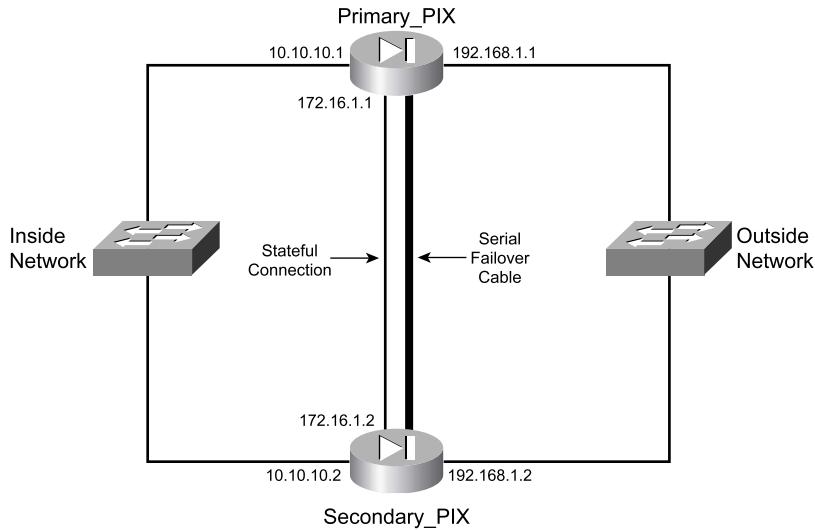 Primary_PIX
10.10.10.1
192.168.1.1
172.16.1.1
Inside
Network
Stateful
Connection
Serial
Failover
Cable
Outside
Network
172.16.1.2
10.10.10.2
192.168.1.2
Secondary_PIX